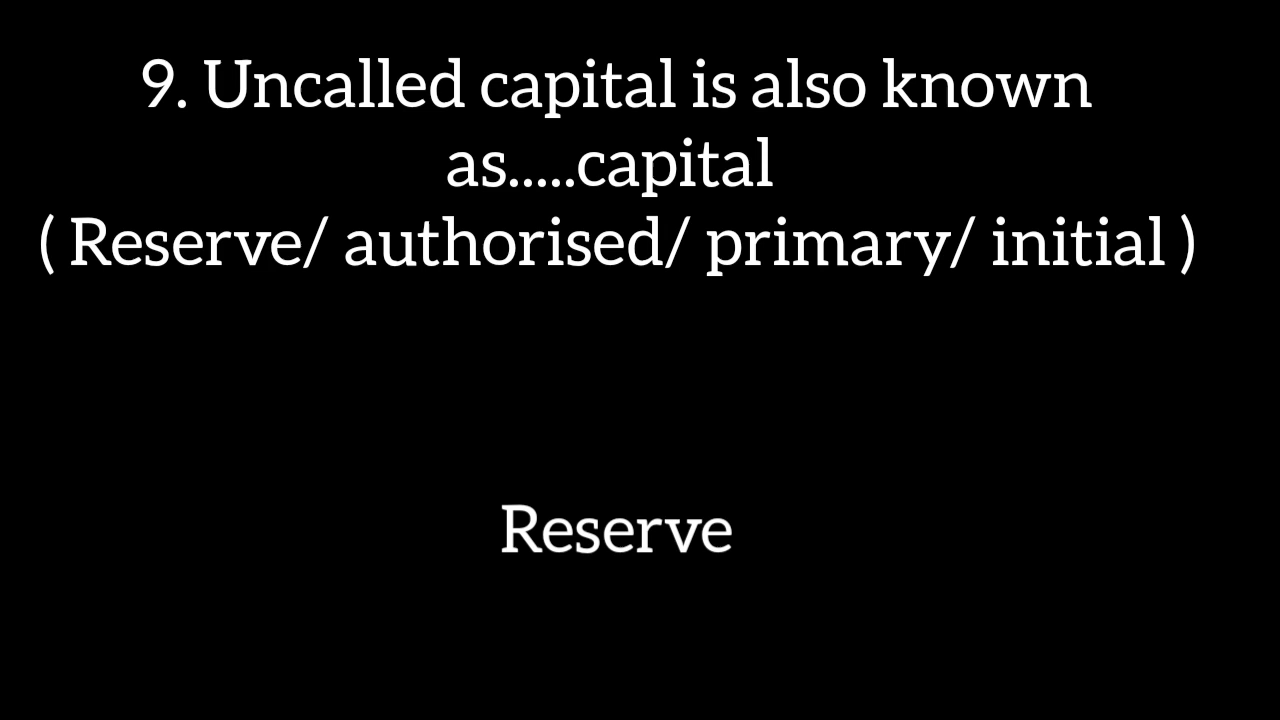 9. Uncalled capital is also known
as.....capital
( Reserve/ authorised/ primary/ initial )
Reserve